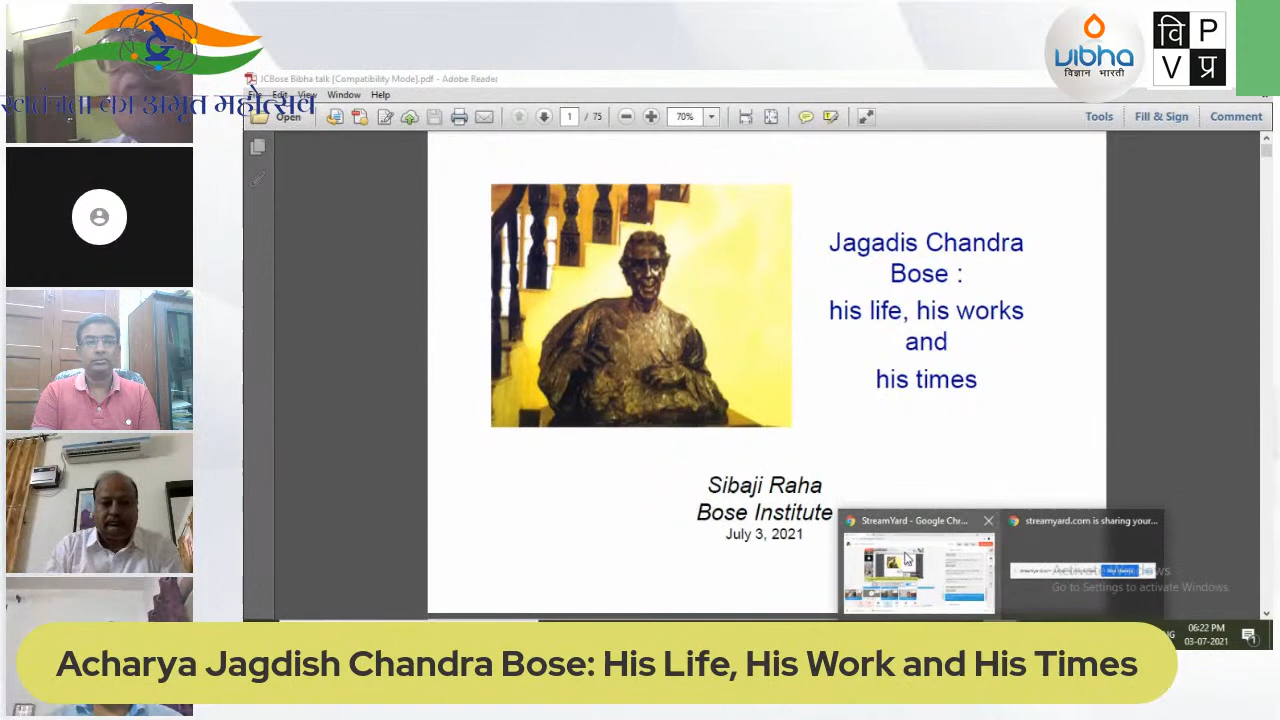 स्वतंत्रता का अमृत महोत्सव
vibha
विज्ञान भारती
वि P
V प्र
JCBose Bibha talk [Compatibility Mode].pdf - Adobe Reader
File Edit View Window Help
Open 1 / 75 70% Tools Fill & Sign Comment
Jagadis Chandra
Bose :
his life, his works
and
his times
Sibaji Raha
Bose Institute
July 3, 2021
StreamYard - Google Chr...
streamyard.com is sharing your...
Activate Windows
Go to Settings to activate Windows.
06:22 PM
03-07-2021
Acharya Jagdish Chandra Bose: His Life, His Work and His Times